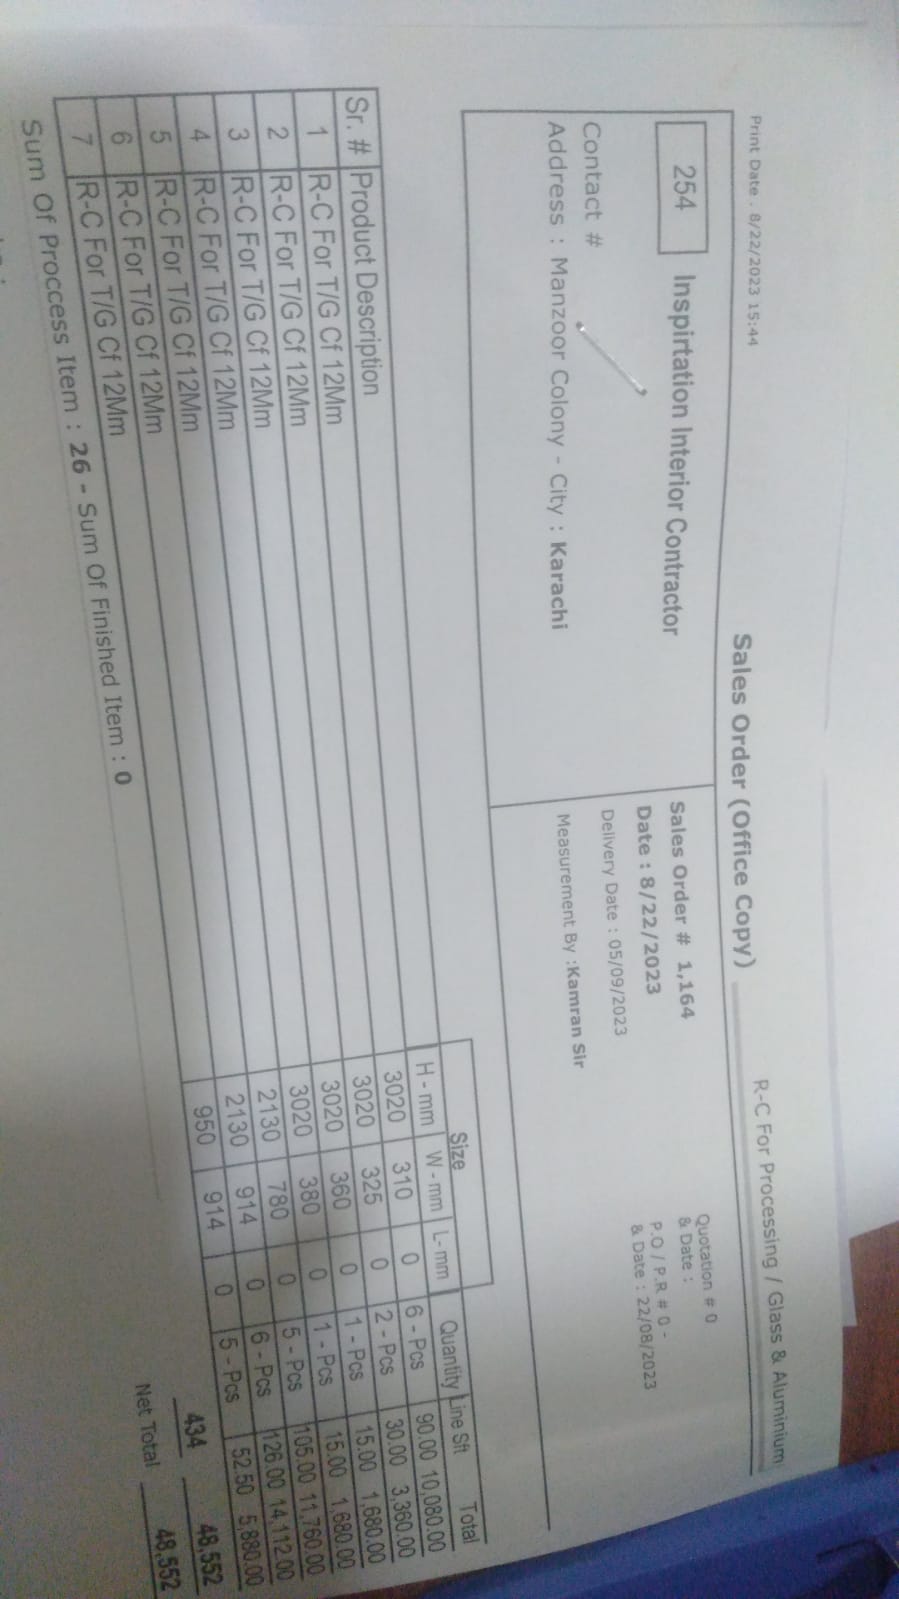 Print Date . 8/22/2023 15:44
Sales Order (Office Copy)
R-C For Processing / Glass & Aluminium
254 Inspirtation Interior Contractor
Sales Order # 1,164
Date : 8/22/2023
Delivery Date : 05/09/2023
Measurement By :Kamran Sir
Quotation # 0
& Date :
P.O / P.R # 0 -
& Date : 22/08/2023
Contact #
Address : Manzoor Colony - City : Karachi
Size
Sr. # Product Description H - mm W - mm L- mm Quantity Line Sft Total
1 R-C For T/G Cf 12Mm 3020 310 0 6 - Pcs 90.00 10,080.00
2 R-C For T/G Cf 12Mm 3020 325 0 2 - Pcs 30.00 3,360.00
3 R-C For T/G Cf 12Mm 3020 360 0 1 - Pcs 15.00 1,680.00
4 R-C For T/G Cf 12Mm 3020 380 0 1 - Pcs 15.00 1,680.00
5 R-C For T/G Cf 12Mm 2130 780 0 5 - Pcs 105.00 11,760.00
6 R-C For T/G Cf 12Mm 2130 914 0 6 - Pcs 126.00 14,112.00
7 R-C For T/G Cf 12Mm 950 914 0 5 - Pcs 52.50 5,880.00
434 48,552
Sum Of Proccess Item : 26 - Sum Of Finished Item : 0
Net Total 48,552